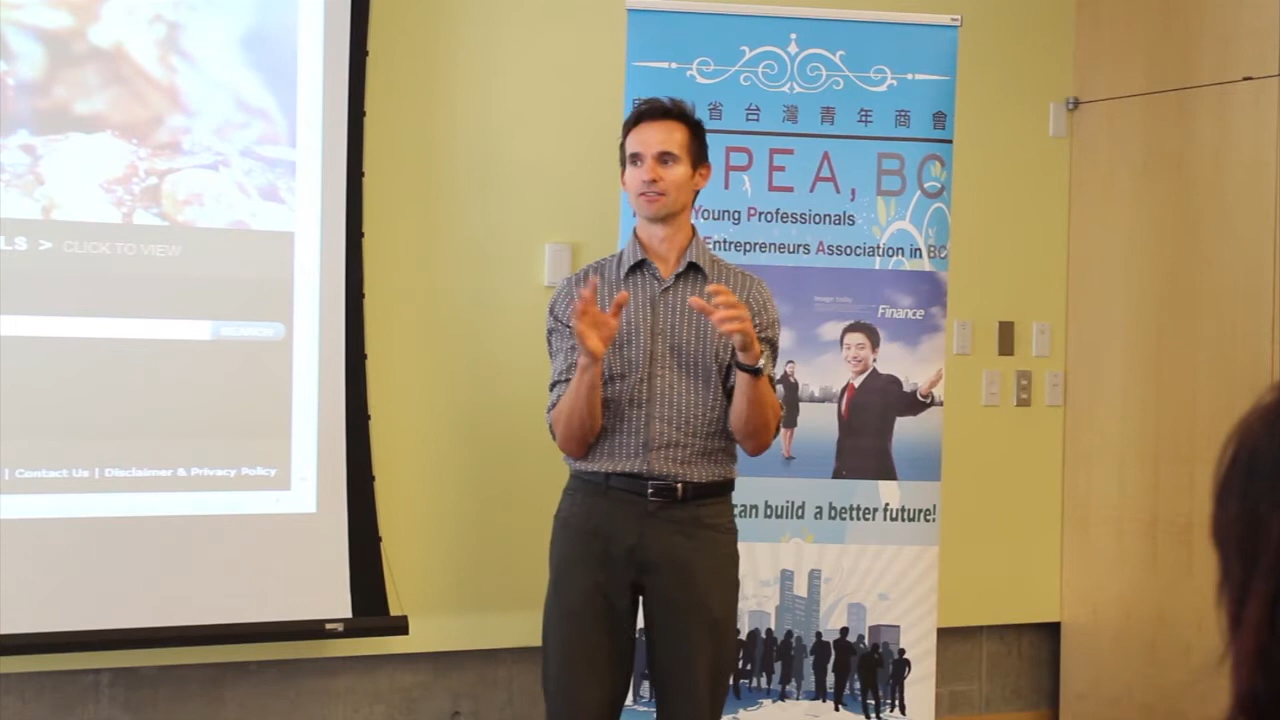 LS > CLICK TO VIEW
SEARCH
| Contact Us | Disclaimer & Privacy Policy
省台灣青年商會
PEA, BC
Young Professionals
Entrepreneurs Association in BC
Finance
can build a better future!